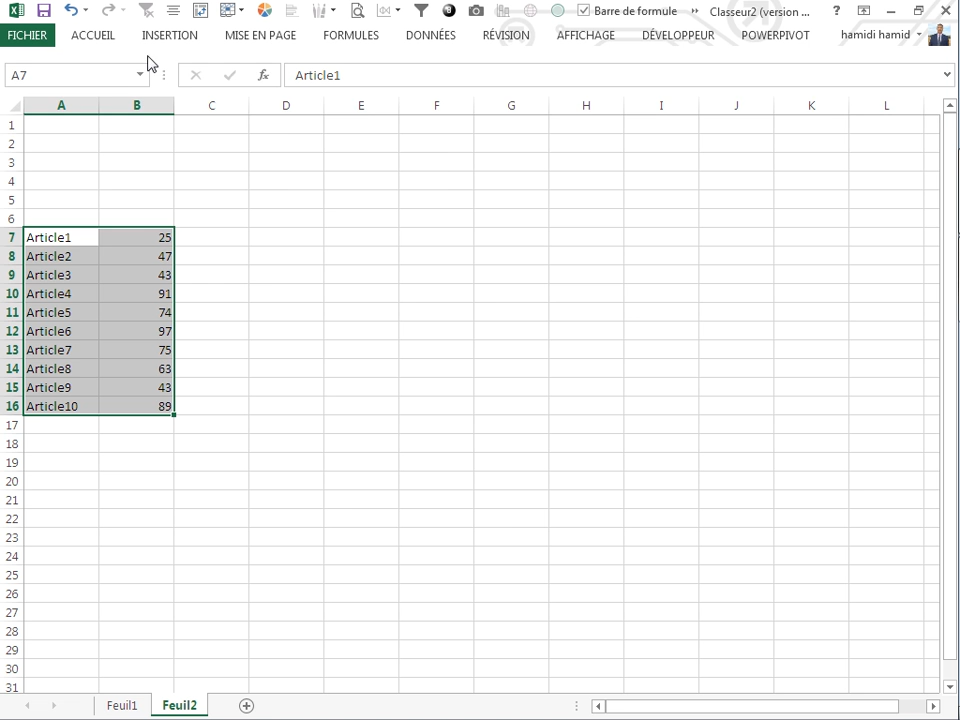 Barre de formule Classeur2 (version ... ?
FICHIER ACCUEIL INSERTION MISE EN PAGE FORMULES DONNÉES RÉVISION AFFICHAGE DÉVELOPPEUR POWERPIVOT hamidi hamid
A7 fx Article1
A B C D E F G H I J K L
1
2
3
4
5
6
7 Article1 25
8 Article2 47
9 Article3 43
10 Article4 91
11 Article5 74
12 Article6 97
13 Article7 75
14 Article8 63
15 Article9 43
16 Article10 89
17
18
19
20
21
22
23
24
25
26
27
28
29
30
31
Feuil1 Feuil2